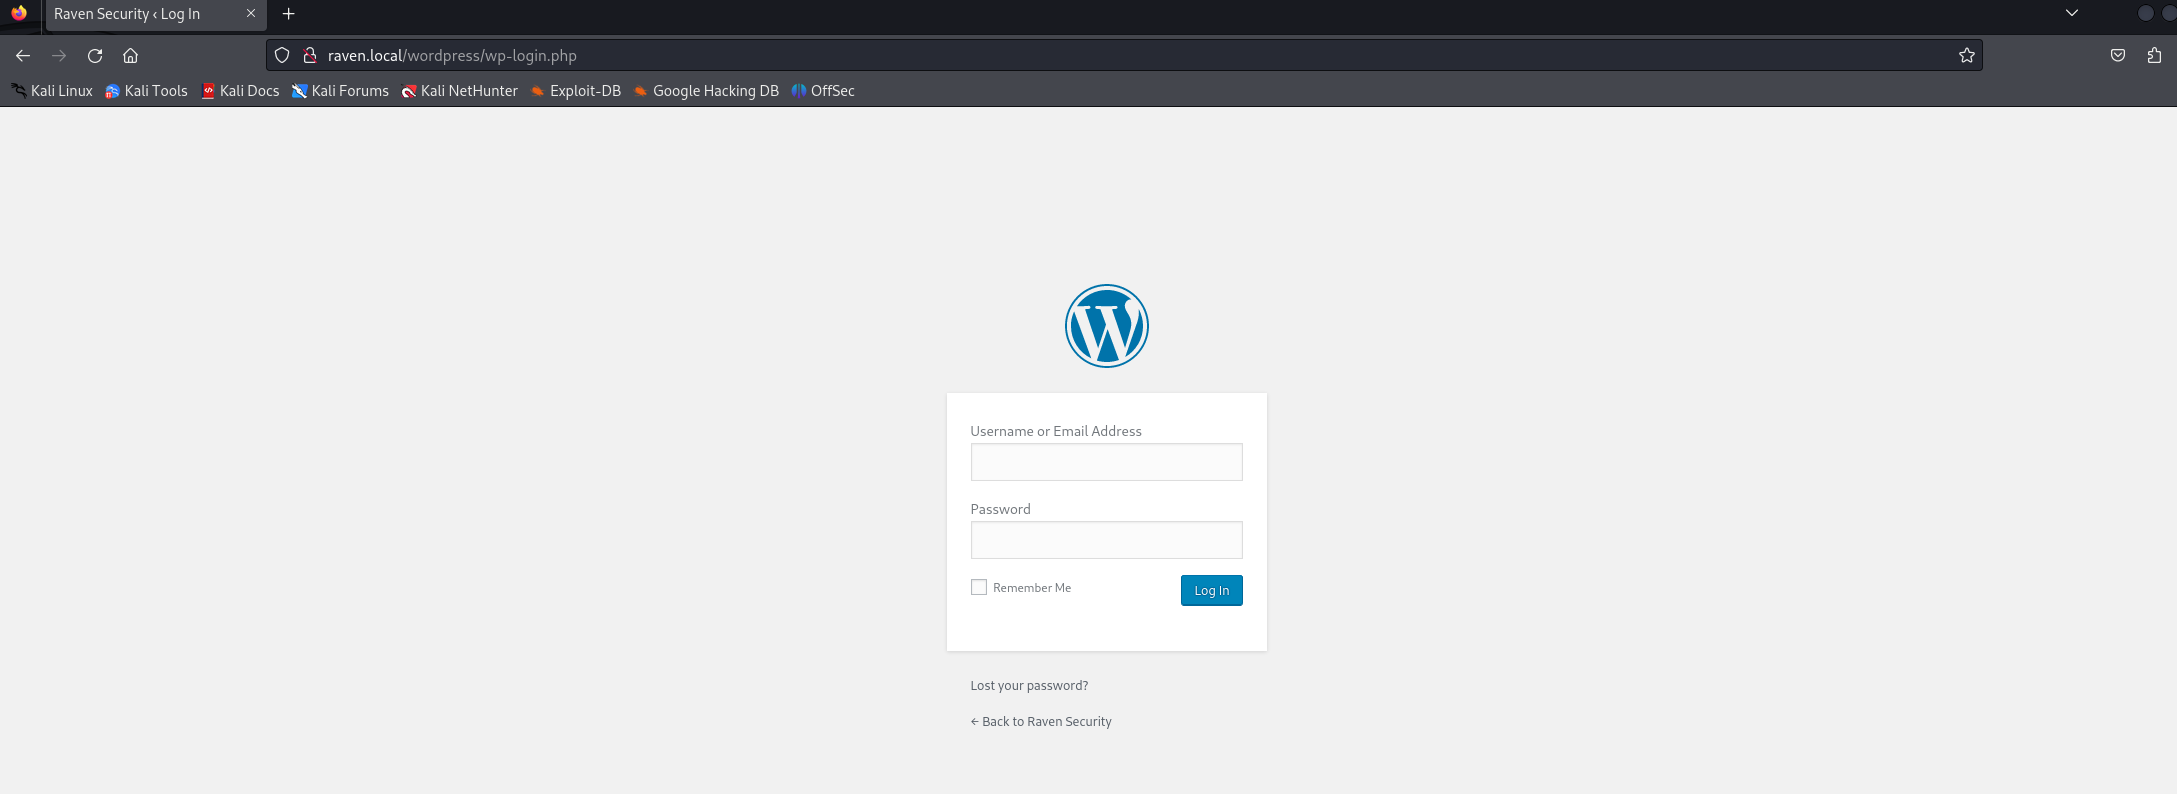 Raven Security ‹ Log In
raven.local/wordpress/wp-login.php
Kali Linux Kali Tools Kali Docs Kali Forums Kali NetHunter Exploit-DB Google Hacking DB OffSec
Username or Email Address
Password
Remember Me Log In
Lost your password?
← Back to Raven Security